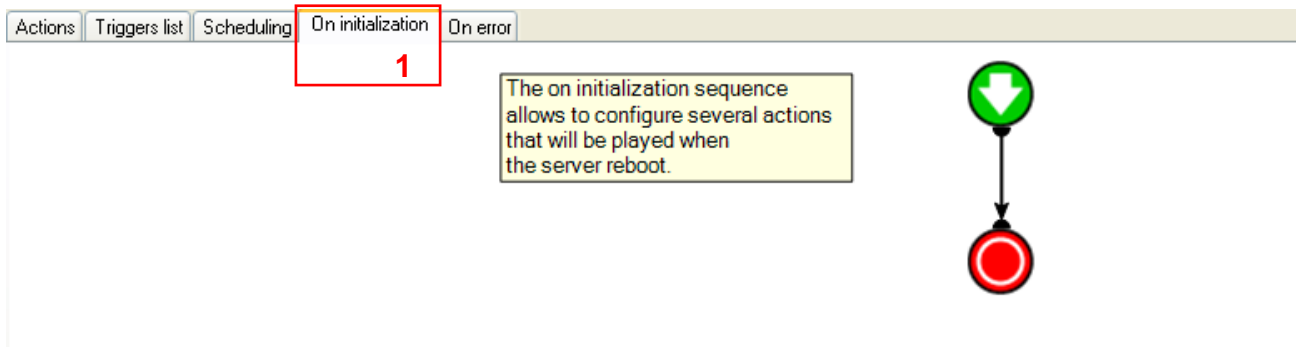 Actions Triggers list Scheduling On initialization On error
1
The on initialization sequence
allows to configure several actions
that will be played when
the server reboot.